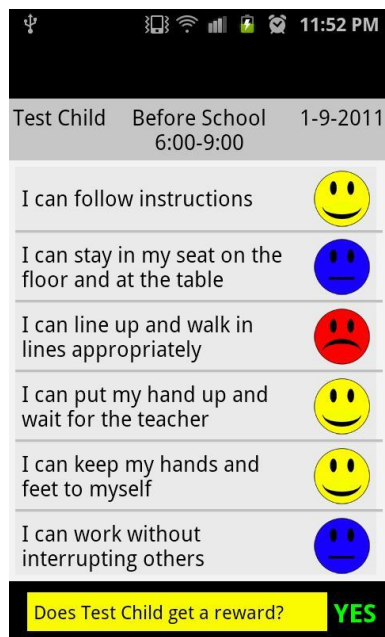 11:52 PM
Test Child Before School 1-9-2011
6:00-9:00
I can follow instructions
I can stay in my seat on the
floor and at the table
I can line up and walk in
lines appropriately
I can put my hand up and
wait for the teacher
I can keep my hands and
feet to myself
I can work without
interrupting others
Does Test Child get a reward? YES